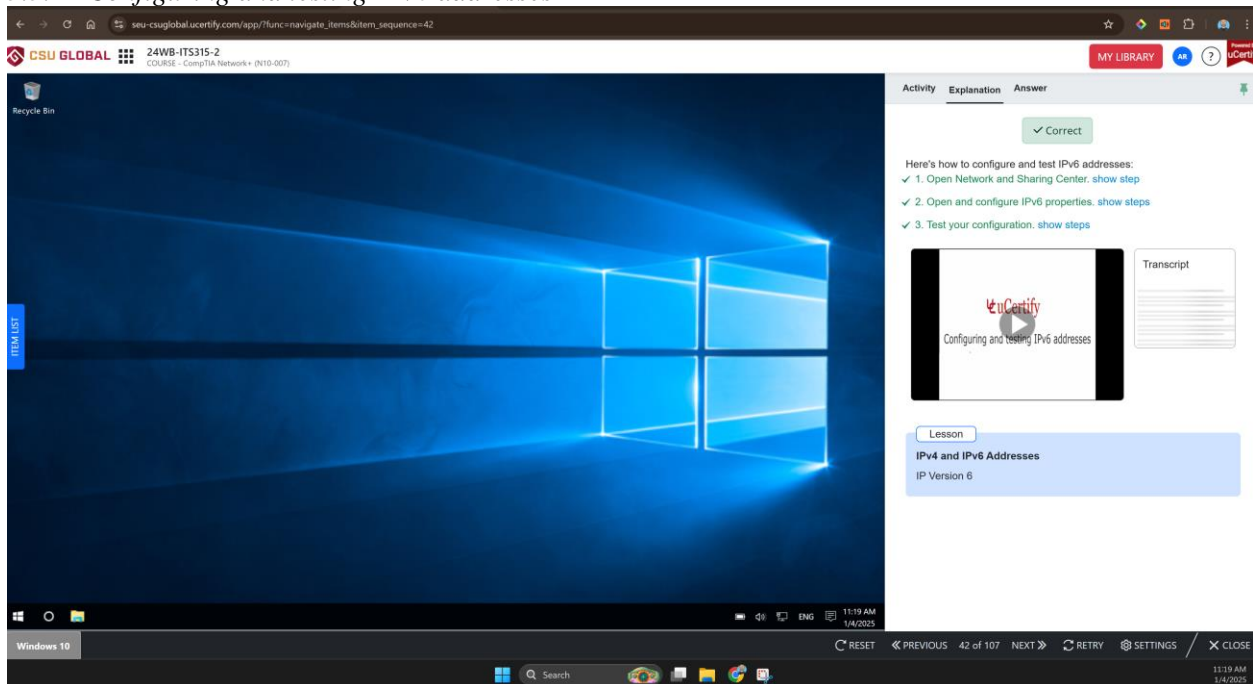 seu-csuglobal.ucertify.com/app/?func=navigate_items&item_sequence=42
CSU GLOBAL
24WB-ITS315-2
COURSE - CompTIA Network+ (N10-007)
MY LIBRARY
AR
?
Recycle Bin
Activity Explanation Answer
Correct
Here's how to configure and test IPv6 addresses:
1. Open Network and Sharing Center. show step
2. Open and configure IPv6 properties. show steps
3. Test your configuration. show steps
uCertify
Configuring and testing IPv6 addresses
Transcript
Lesson
IPv4 and IPv6 Addresses
IP Version 6
ITEM LIST
ENG
11:19 AM
1/4/2025
Windows 10
RESET
PREVIOUS 42 of 107 NEXT RETRY SETTINGS CLOSE
Search
11:19 AM
1/4/2025